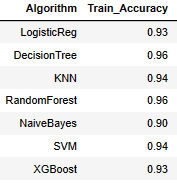 Algorithm Train_Accuracy
LogisticReg 0.93
DecisionTree 0.96
KNN 0.94
RandomForest 0.96
NaiveBayes 0.90
SVM 0.94
XGBoost 0.93